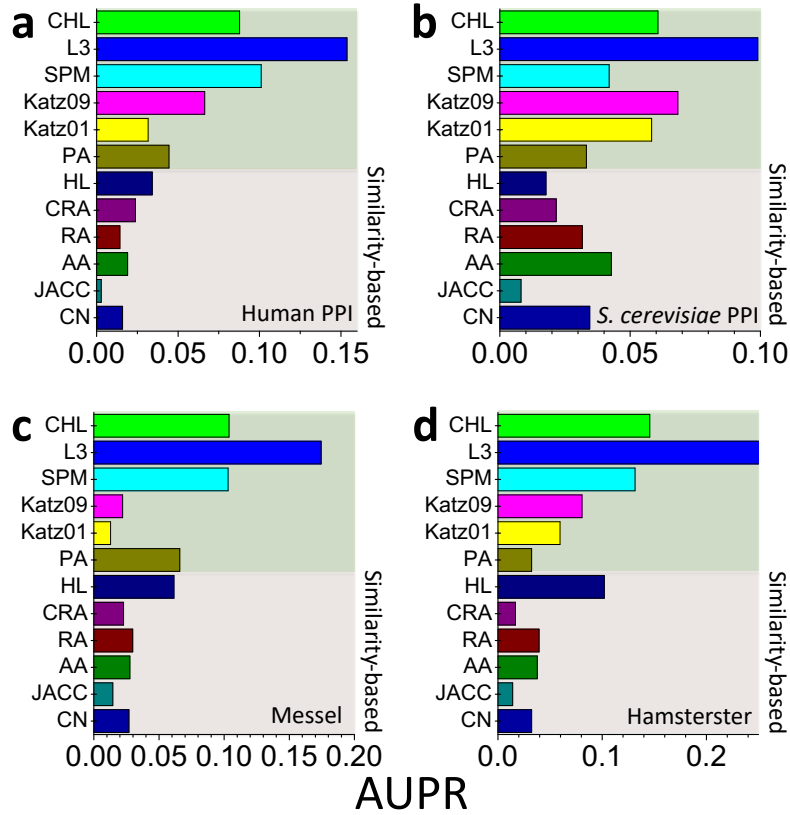 a
CHL
L3
SPM
Katz09
Katz01
PA
HL
CRA
RA
AA
JACC
CN
Human PPI
Similarity-based
0.00 0.05 0.10 0.15
b
CHL
L3
SPM
Katz09
Katz01
PA
HL
CRA
RA
AA
JACC
CN
S. cerevisiae PPI
Similarity-based
0.00 0.05 0.10
c
CHL
L3
SPM
Katz09
Katz01
PA
HL
CRA
RA
AA
JACC
CN
Messel
Similarity-based
0.00 0.05 0.10 0.15 0.20
d
CHL
L3
SPM
Katz09
Katz01
PA
HL
CRA
RA
AA
JACC
CN
Hamsterster
Similarity-based
0.0 0.1 0.2
AUPR